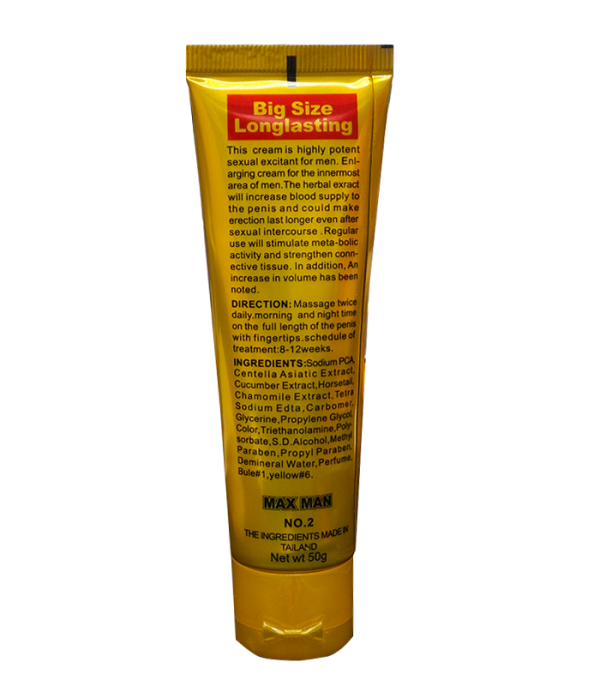 Big Size
Longlasting
This cream is highly potent
sexual excitant for men. Enl-
arging cream for the innermost
area of men.The herbal exract
will increase blood supply to
the penis and could make
erection last longer even after
sexual intercourse .Regular
use will stimulate meta-bolic
activity and strengthen conn-
ective tissue. In addition, An
increase in volume has been
noted.
DIRECTION: Massage twice
daily.morning and night time
on the full length of the penis
with fingertips.schedule of
treatment:8-12weeks.
INGREDIENTS:Sodium PCA,
Centella Asiatic Extract,
Cucumber Extract,Horsetail,
Chamomile Extract,Tetra
Sodium Edta,Carbomer,
Glycerine,Propylene Glycol,
Color,Triethanolamine,Poly-
sorbate,S.D.Alcohol,Methyl
Paraben,Propyl Paraben,
Demineral Water,Perfume,
Bule#1,yellow#6.
MAX MAN
NO.2
THE INGREDIENTS MADE IN
TAILAND
Net wt 50g